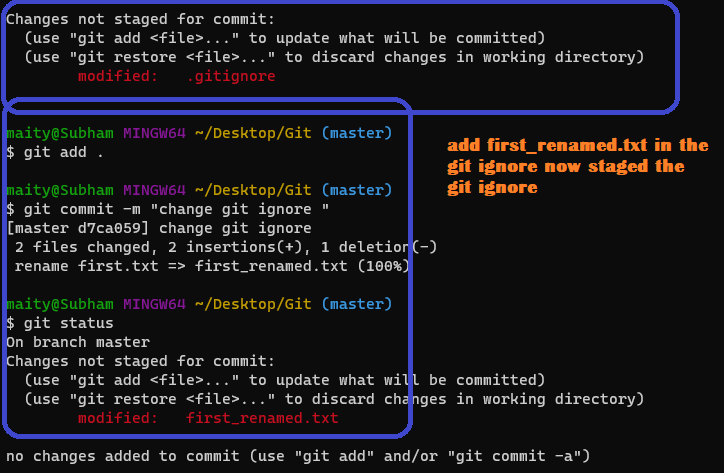 Changes not staged for commit:
  (use "git add <file>..." to update what will be committed)
  (use "git restore <file>..." to discard changes in working directory)
        modified:   .gitignore
maity@Subham MINGW64 ~/Desktop/Git (master)
$ git add .
maity@Subham MINGW64 ~/Desktop/Git (master)
$ git commit -m "change git ignore "
[master d7ca059] change git ignore
 2 files changed, 2 insertions(+), 1 deletion(-)
 rename first.txt => first_renamed.txt (100%)
maity@Subham MINGW64 ~/Desktop/Git (master)
$ git status
On branch master
Changes not staged for commit:
  (use "git add <file>..." to update what will be committed)
  (use "git restore <file>..." to discard changes in working directory)
        modified:   first_renamed.txt
no changes added to commit (use "git add" and/or "git commit -a")
add first_renamed.txt in the
git ignore now staged the
git ignore